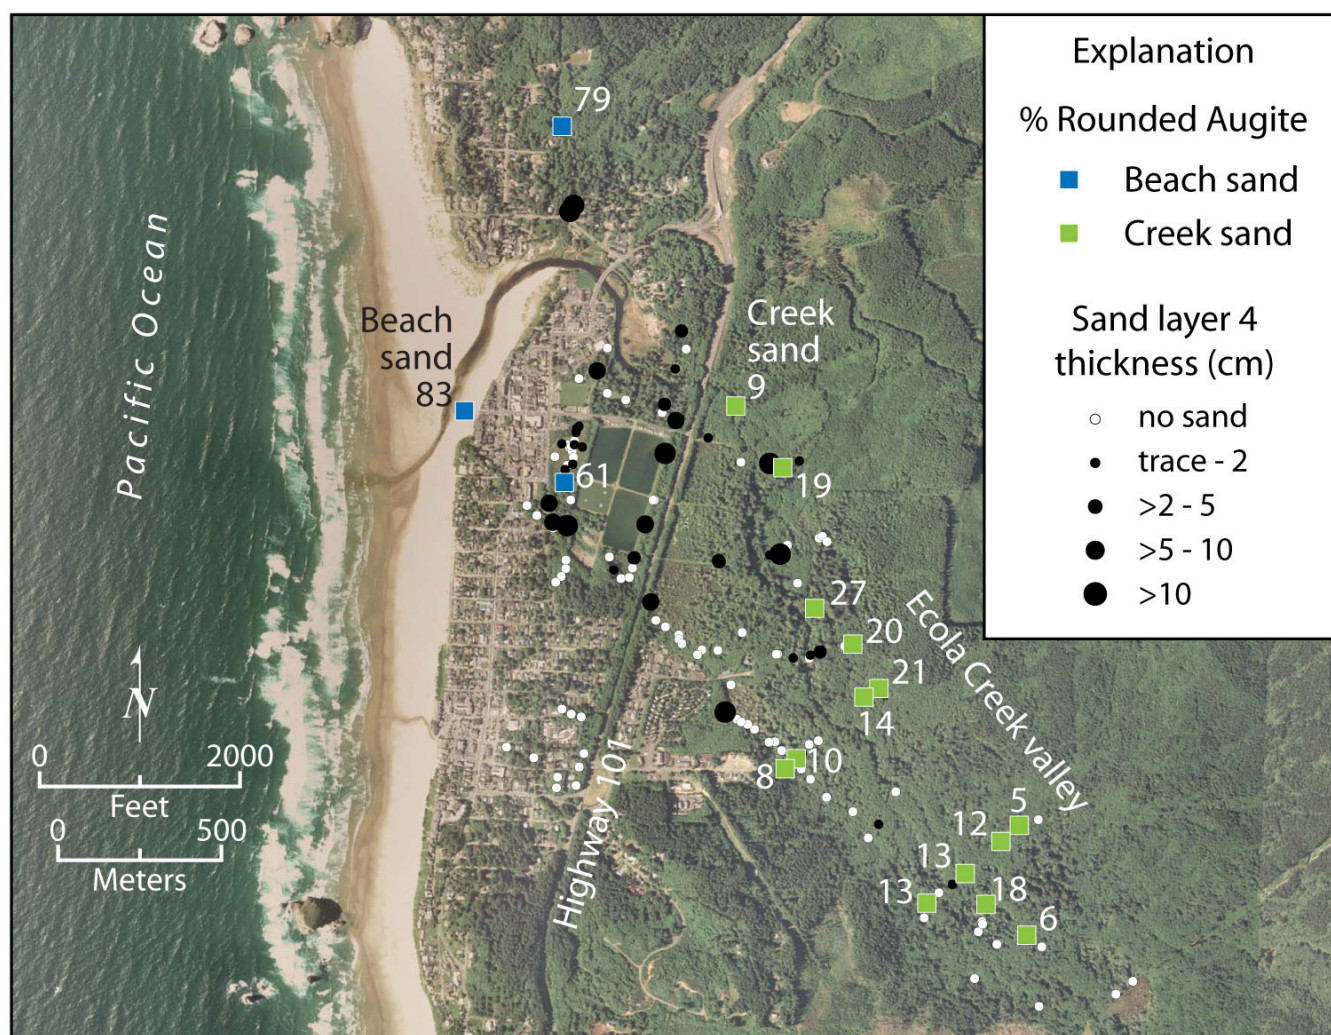 Explanation
% Rounded Augite
Beach sand
Creek sand
Sand layer 4
thickness (cm)
no sand
trace - 2
>2 - 5
>5 - 10
>10
79
Pacific Ocean
Beach
sand
83
Creek
sand
9
61
19
27
20
21
14
10
8
Ecola Creek valley
5
12
13
13
18
6
Highway 101
N
0 2000
Feet
0 500
Meters